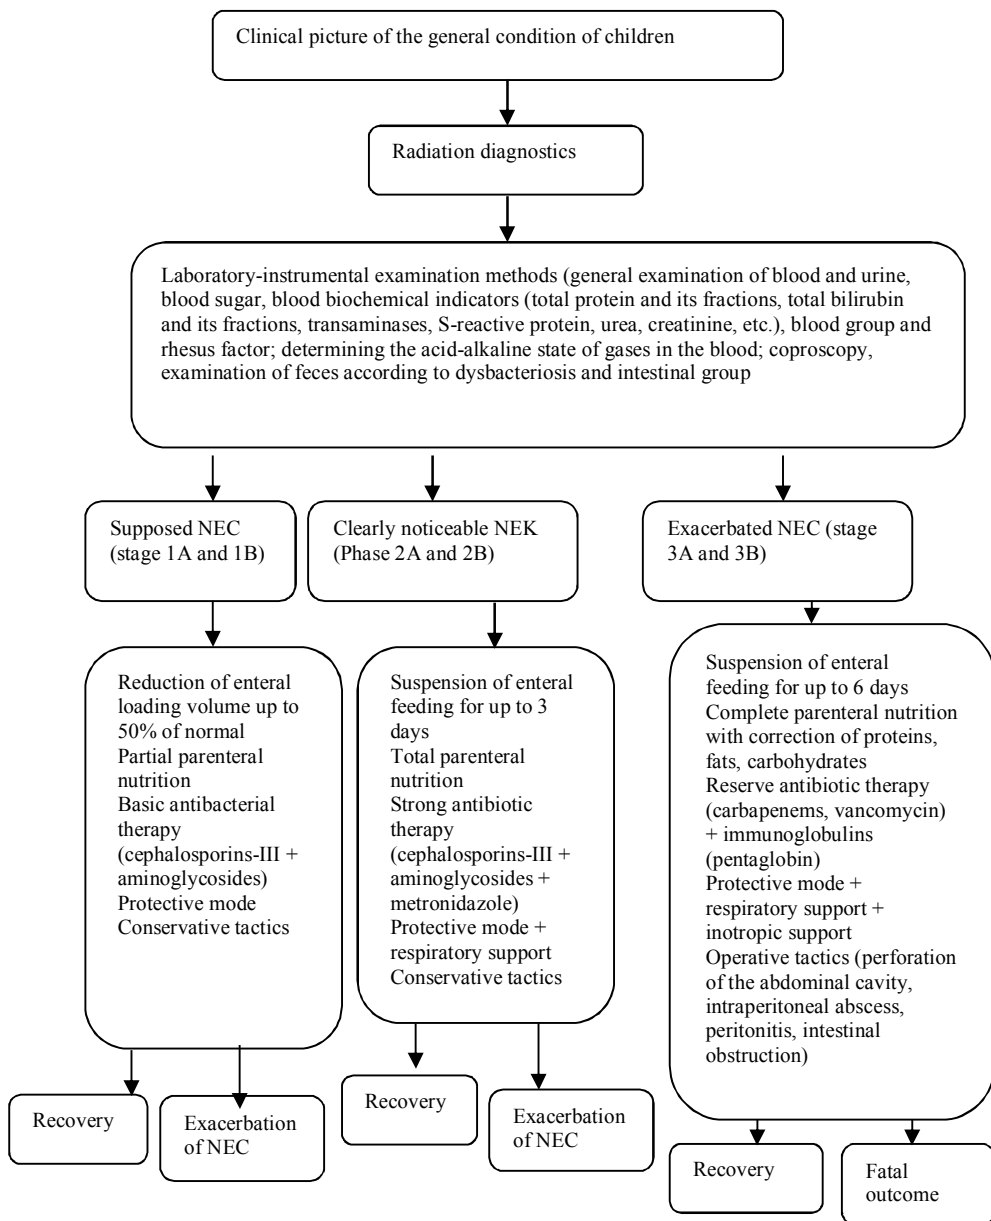 Clinical picture of the general condition of children
Radiation diagnostics
Laboratory-instrumental examination methods (general examination of blood and urine,
blood sugar, blood biochemical indicators (total protein and its fractions, total bilirubin
and its fractions, transaminases, S-reactive protein, urea, creatinine, etc.), blood group and
rhesus factor; determining the acid-alkaline state of gases in the blood; coproscopy,
examination of feces according to dysbacteriosis and intestinal group
Supposed NEC
(stage 1A and 1B)
Clearly noticeable NEK
(Phase 2A and 2B)
Exacerbated NEC (stage
3A and 3B)
Reduction of enteral
loading volume up to
50% of normal
Partial parenteral
nutrition
Basic antibacterial
therapy
(cephalosporins-III +
aminoglycosides)
Protective mode
Conservative tactics
Suspension of enteral
feeding for up to 3
days
Total parenteral
nutrition
Strong antibiotic
therapy
(cephalosporins-III +
aminoglycosides +
metronidazole)
Protective mode +
respiratory support
Conservative tactics
Suspension of enteral
feeding for up to 6 days
Complete parenteral nutrition
with correction of proteins,
fats, carbohydrates
Reserve antibiotic therapy
(carbapenems, vancomycin)
+ immunoglobulins
(pentaglobin)
Protective mode +
respiratory support +
inotropic support
Operative tactics (perforation
of the abdominal cavity,
intraperitoneal abscess,
peritonitis, intestinal
obstruction)
Recovery
Exacerbation
of NEC
Recovery
Exacerbation
of NEC
Recovery
Fatal
outcome